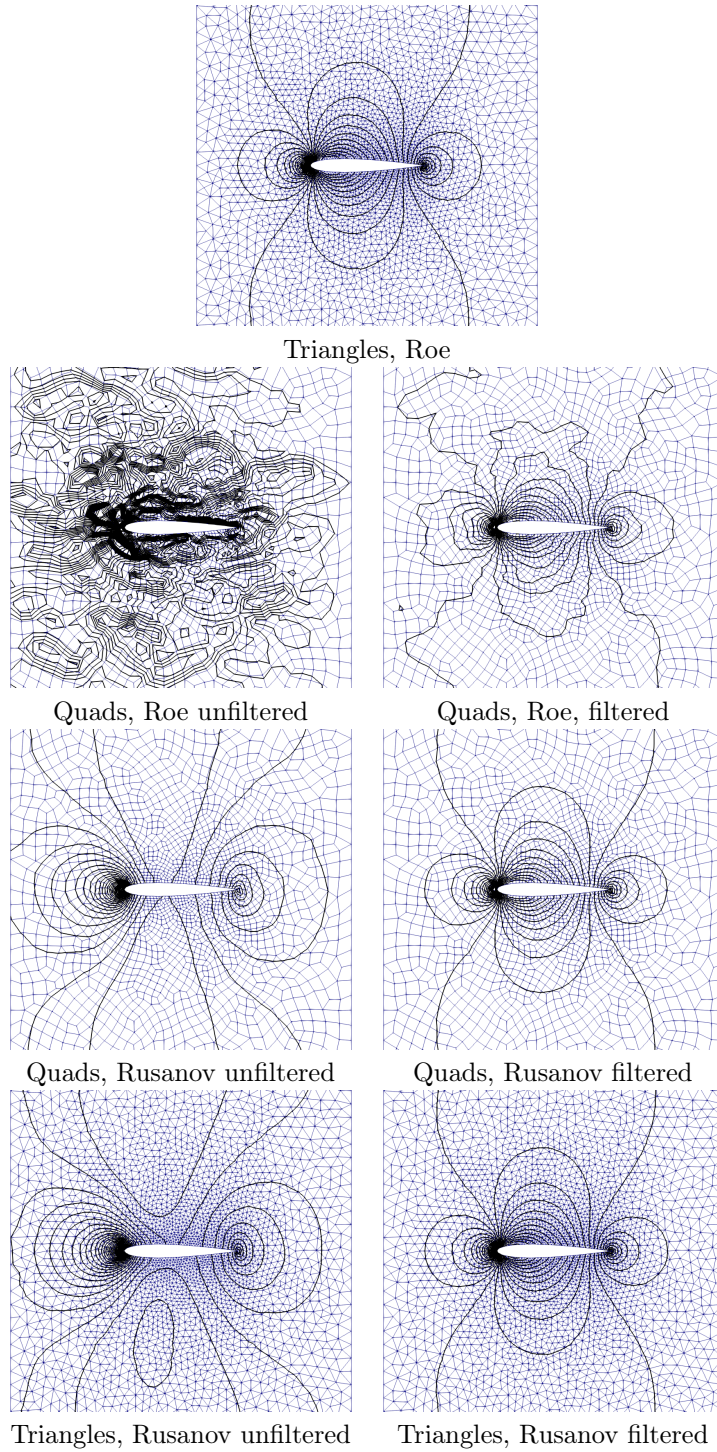 Triangles, Roe
Quads, Roe unfiltered
Quads, Roe, filtered
Quads, Rusanov unfiltered
Quads, Rusanov filtered
Triangles, Rusanov unfiltered
Triangles, Rusanov filtered